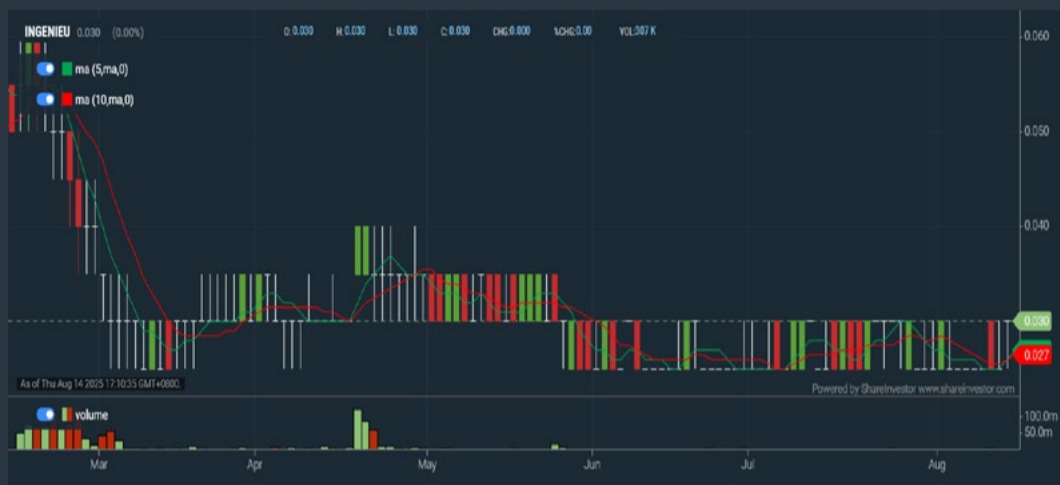 INGENIEU 0.030 (0.00%) O: 0.030 H:0.030 L: 0.030 C:0.030 CHG:0.000 %CHG:0.00 VOL:307 K
ma (5,ma,0)
ma (10,ma,0)
0.060
0.050
0.040
0.030
0.027
As of Thu Aug 14 2025 17:10:35 GMT+0800.
Powered by ShareInvestor www.shareinvestor.com
volume
100.0m
50.0m
Mar Apr May Jun Jul Aug